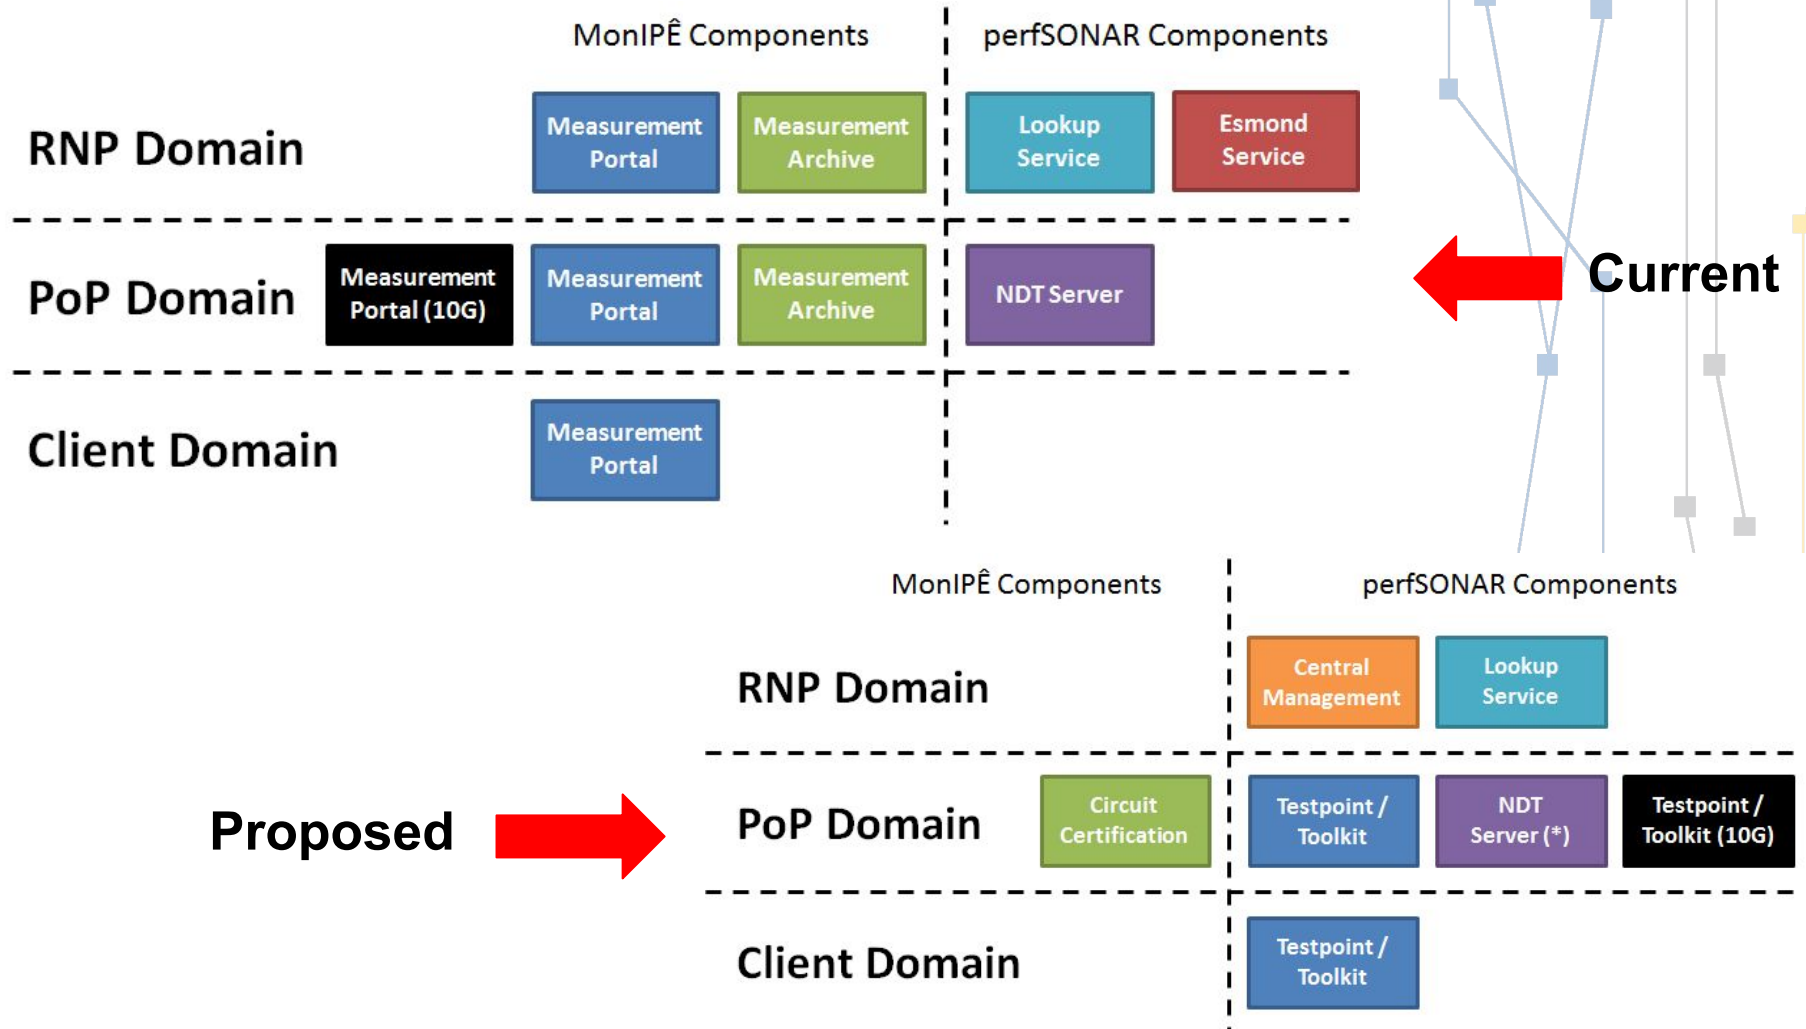 MonIPÊ Components
perfSONAR Components
RNP Domain
Measurement
Portal
Measurement
Archive
Lookup
Service
Esmond
Service
PoP Domain
Measurement
Portal (10G)
Measurement
Portal
Measurement
Archive
NDT Server
Current
Client Domain
Measurement
Portal
MonIPÊ Components
perfSONAR Components
RNP Domain
Central
Management
Lookup
Service
Proposed
PoP Domain
Circuit
Certification
Testpoint /
Toolkit
NDT
Server (*)
Testpoint /
Toolkit (10G)
Client Domain
Testpoint /
Toolkit